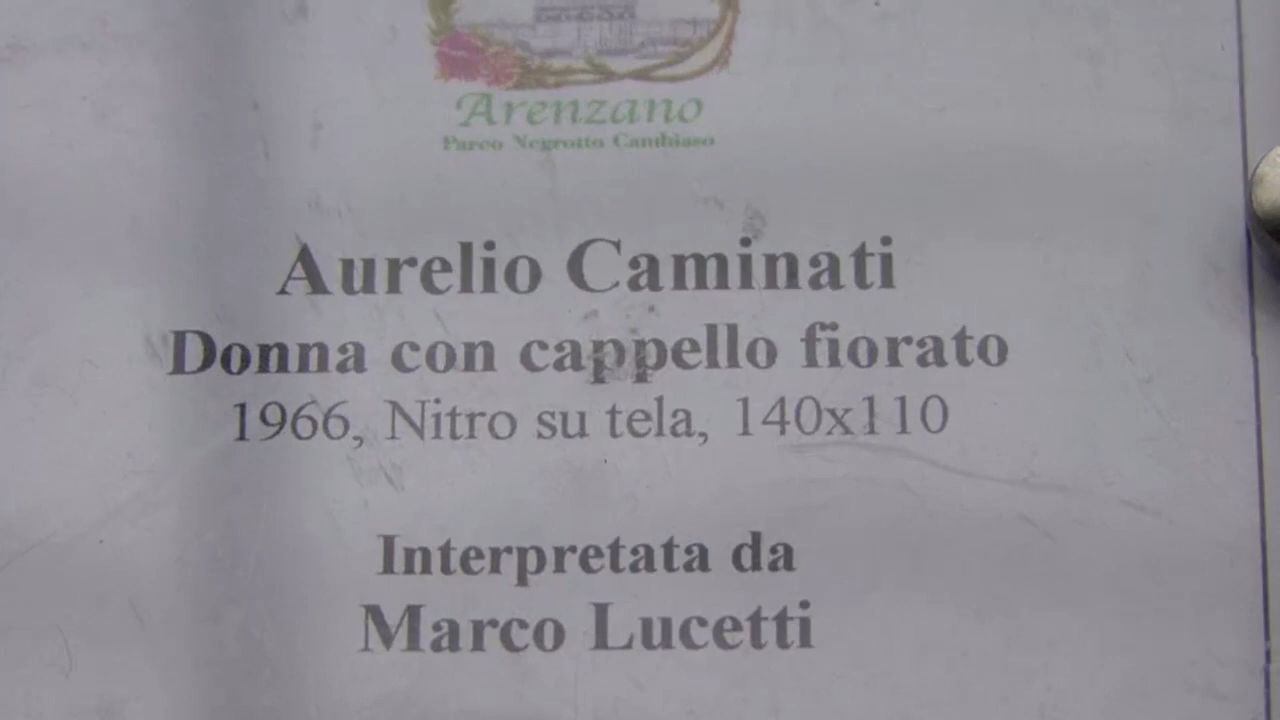 Arenzano
Parco Negrotto Cambiaso
Aurelio Caminati
Donna con cappello fiorato
1966, Nitro su tela, 140x110
Interpretata da
Marco Lucetti